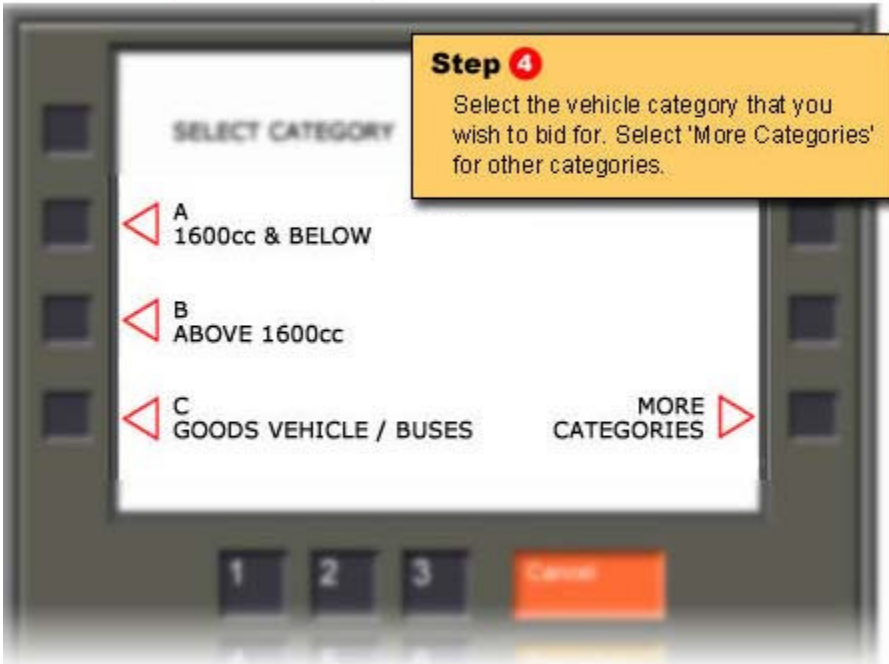 Step 4
Select the vehicle category that you
wish to bid for. Select 'More Categories'
for other categories.
SELECT CATEGORY
A
1600cc & BELOW
B
ABOVE 1600cc
C
GOODS VEHICLE / BUSES
MORE
CATEGORIES
1 2 3 Cancel